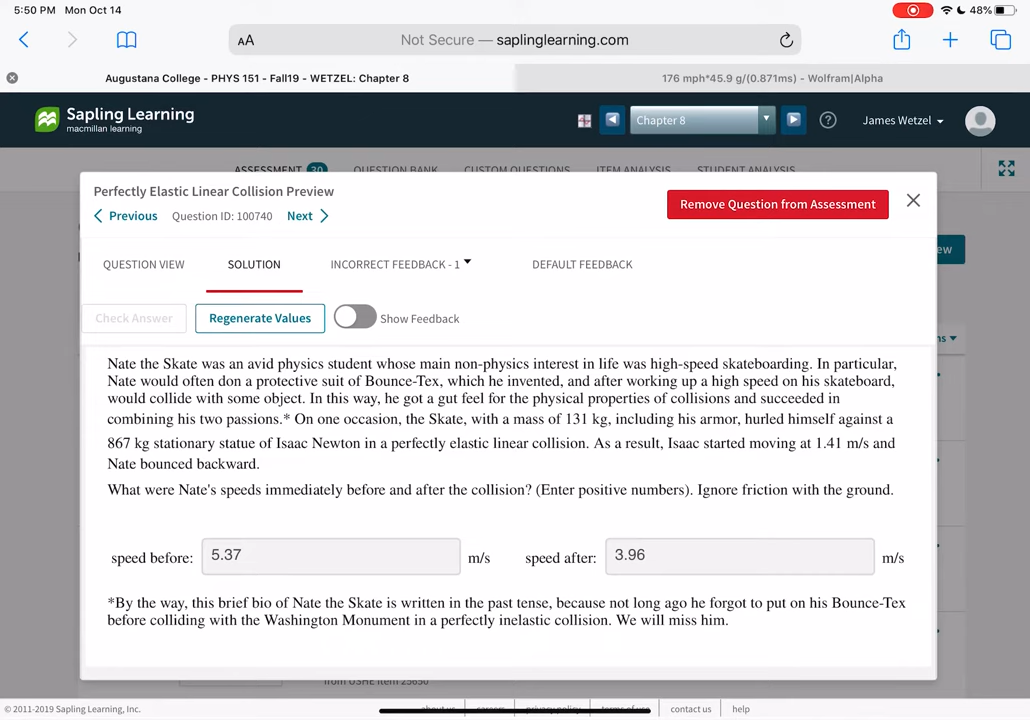 5:50 PM Mon Oct 14 48%
AA Not Secure — saplinglearning.com
Augustana College - PHYS 151 - Fall19 - WETZEL: Chapter 8 176 mph*45.9 g/(0.871ms) - Wolfram|Alpha
Sapling Learning
macmillan learning
Chapter 8 ? James Wetzel
ASSESSMENT 30 QUESTION BANK CUSTOM QUESTIONS ITEM ANALYSIS STUDENT ANALYSIS
Perfectly Elastic Linear Collision Preview
Previous Question ID: 100740 Next
Remove Question from Assessment
QUESTION VIEW SOLUTION INCORRECT FEEDBACK - 1 DEFAULT FEEDBACK
Check Answer Regenerate Values Show Feedback
Nate the Skate was an avid physics student whose main non-physics interest in life was high-speed skateboarding. In particular,
Nate would often don a protective suit of Bounce-Tex, which he invented, and after working up a high speed on his skateboard,
would collide with some object. In this way, he got a gut feel for the physical properties of collisions and succeeded in
combining his two passions.* On one occasion, the Skate, with a mass of 131 kg, including his armor, hurled himself against a
867 kg stationary statue of Isaac Newton in a perfectly elastic linear collision. As a result, Isaac started moving at 1.41 m/s and
Nate bounced backward.
What were Nate's speeds immediately before and after the collision? (Enter positive numbers). Ignore friction with the ground.
speed before: 5.37 m/s speed after: 3.96 m/s
*By the way, this brief bio of Nate the Skate is written in the past tense, because not long ago he forgot to put on his Bounce-Tex
before colliding with the Washington Monument in a perfectly inelastic collision. We will miss him.
© 2011-2019 Sapling Learning, Inc. about us careers privacy policy terms of use contact us help